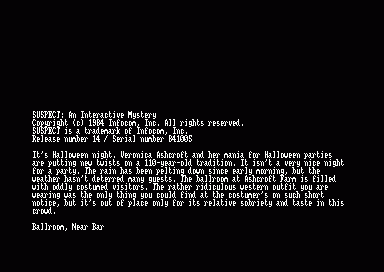 SUSPECT: An Interactive Mystery
Copyright (c) 1984 Infocom, Inc. All rights reserved.
SUSPECT is a trademark of Infocom, Inc.
Release number 14 / Serial number 841005
It's Halloween night. Veronica Ashcroft and her mania for Halloween parties
are putting new twists on a 110-year-old tradition. It isn't a very nice night
for a party. The rain has been pelting down since early morning, but the
weather hasn't deterred many guests. The ballroom at Ashcroft Farm is filled
with oddly costumed visitors. The rather ridiculous western outfit you are
wearing was the only thing you could find at the costumer's on such short
notice, but it's out of place only for its relative sobriety and taste in this
crowd.
Ballroom, Near Bar